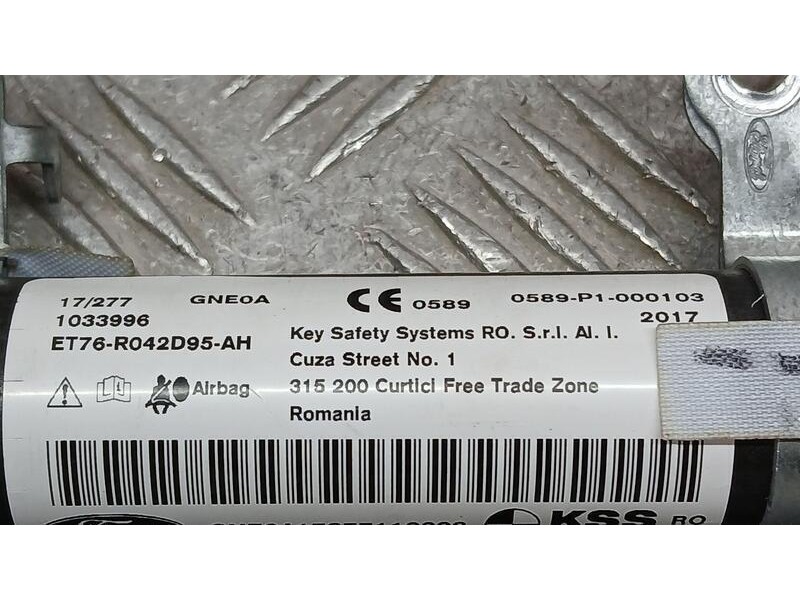 Ford
17/277 GNE0A CE 0589 0589-P1-000103
1033996 2017
ET76-R042D95-AH Key Safety Systems RO. S.r.l. Al. I.
Cuza Street No. 1
Airbag 315 200 Curtici Free Trade Zone
Romania
KSS RO